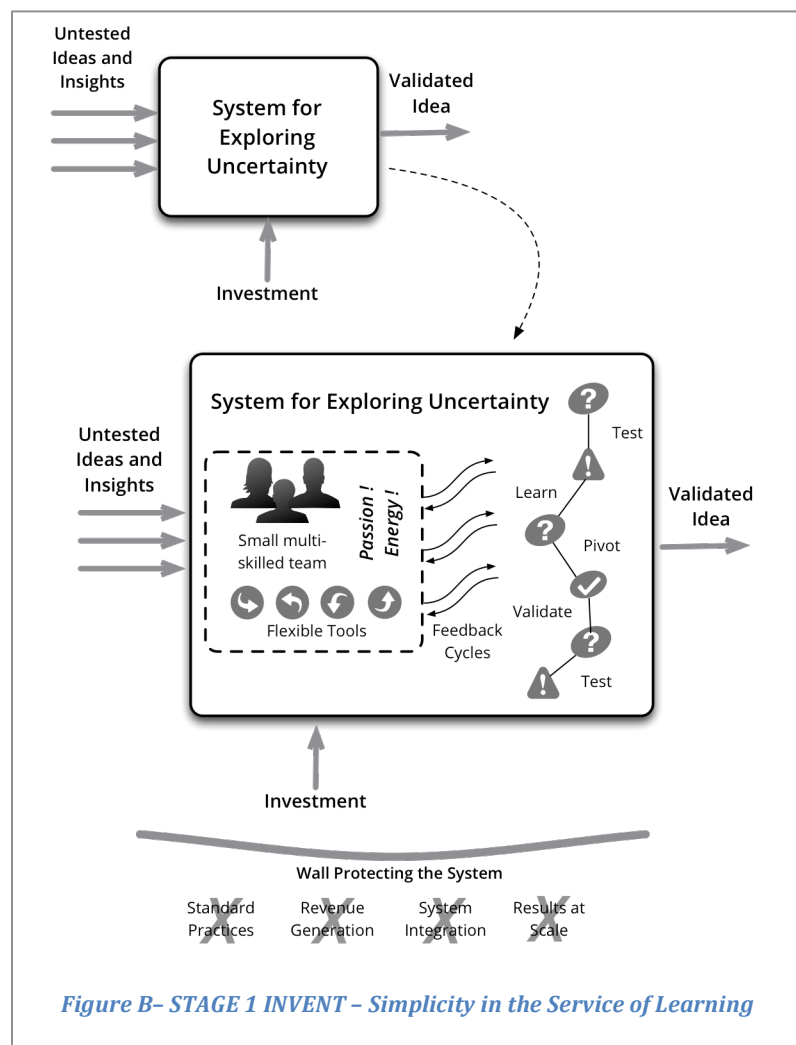 Untested
Ideas and
Insights
System for
Exploring
Uncertainty
Validated
Idea
Investment
System for Exploring Uncertainty
Untested
Ideas and
Insights
Small multi-
skilled team
Passion !
Energy !
Flexible Tools
Feedback
Cycles
?
Test
!
Learn
?
Pivot
Validate
?
Test
!
Validated
Idea
Investment
Wall Protecting the System
Standard
Practices
X
Revenue
Generation
X
System
Integration
X
Results at
Scale
X
Figure B– STAGE 1 INVENT – Simplicity in the Service of Learning